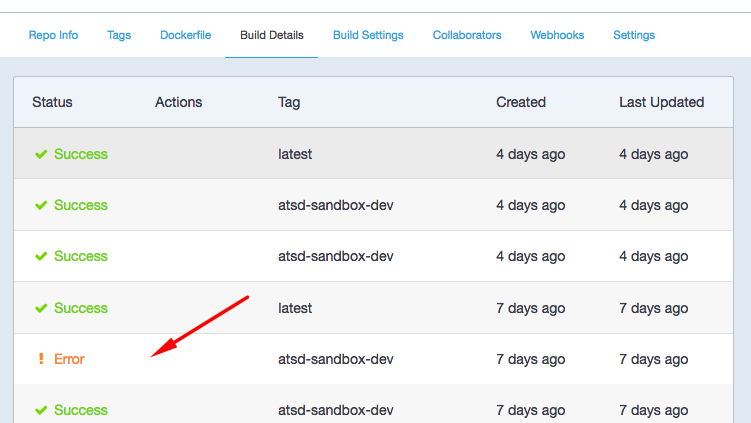 Repo Info Tags Dockerfile Build Details Build Settings Collaborators Webhooks Settings
Status Actions Tag Created Last Updated
Success latest 4 days ago 4 days ago
Success atsd-sandbox-dev 4 days ago 4 days ago
Success atsd-sandbox-dev 4 days ago 4 days ago
Success latest 7 days ago 7 days ago
! Error atsd-sandbox-dev 7 days ago 7 days ago
Success atsd-sandbox-dev 7 days ago 7 days ago